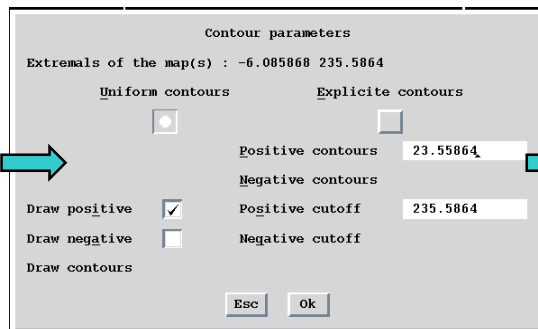 Contour parameters
Extremals of the map(s) : -6.085868 235.5864
Uniform contours Explicite contours
Positive contours 23.55864
Negative contours
Draw positive Positive cutoff 235.5864
Draw negative Negative cutoff
Draw contours
Esc Ok